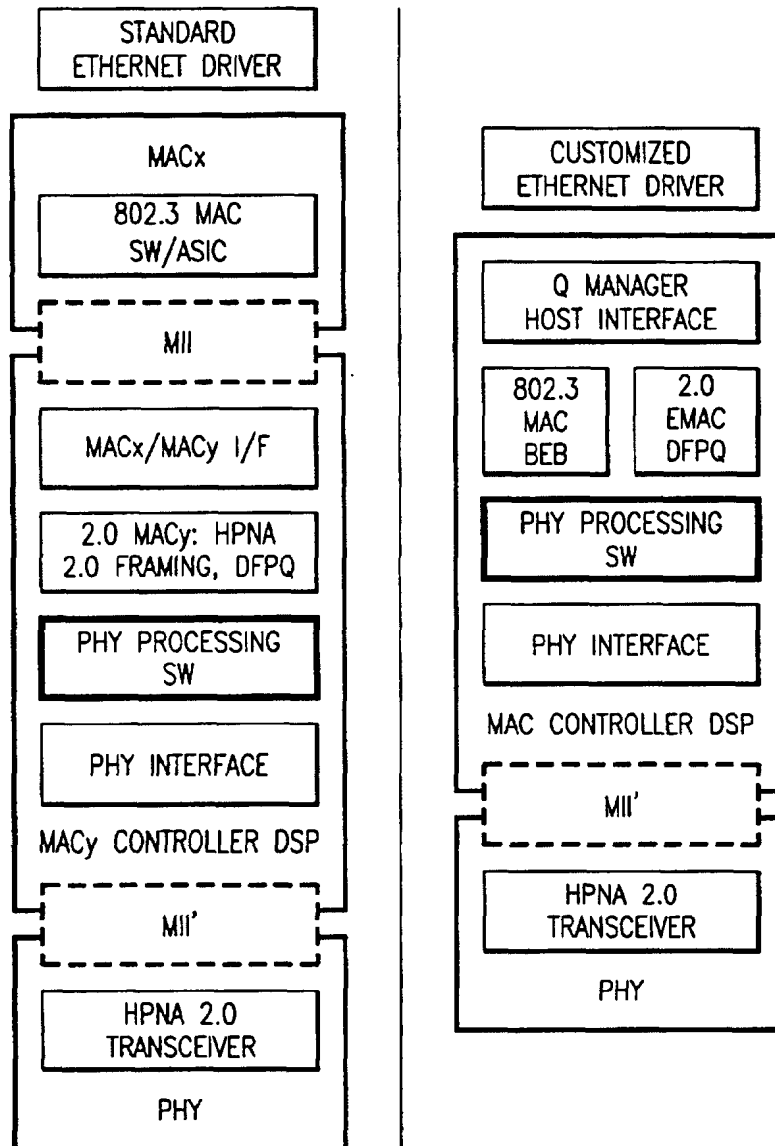 STANDARD
ETHERNET DRIVER
MACx
802.3 MAC
SW/ASIC
MII
MACx/MACy I/F
2.0 MACy: HPNA
2.0 FRAMING, DFPQ
PHY PROCESSING
SW
PHY INTERFACE
MACy CONTROLLER DSP
MII'
HPNA 2.0
TRANSCEIVER
PHY
CUSTOMIZED
ETHERNET DRIVER
Q MANAGER
HOST INTERFACE
802.3
MAC
BEB
2.0
EMAC
DFPQ
PHY PROCESSING
SW
PHY INTERFACE
MAC CONTROLLER DSP
MII'
HPNA 2.0
TRANSCEIVER
PHY